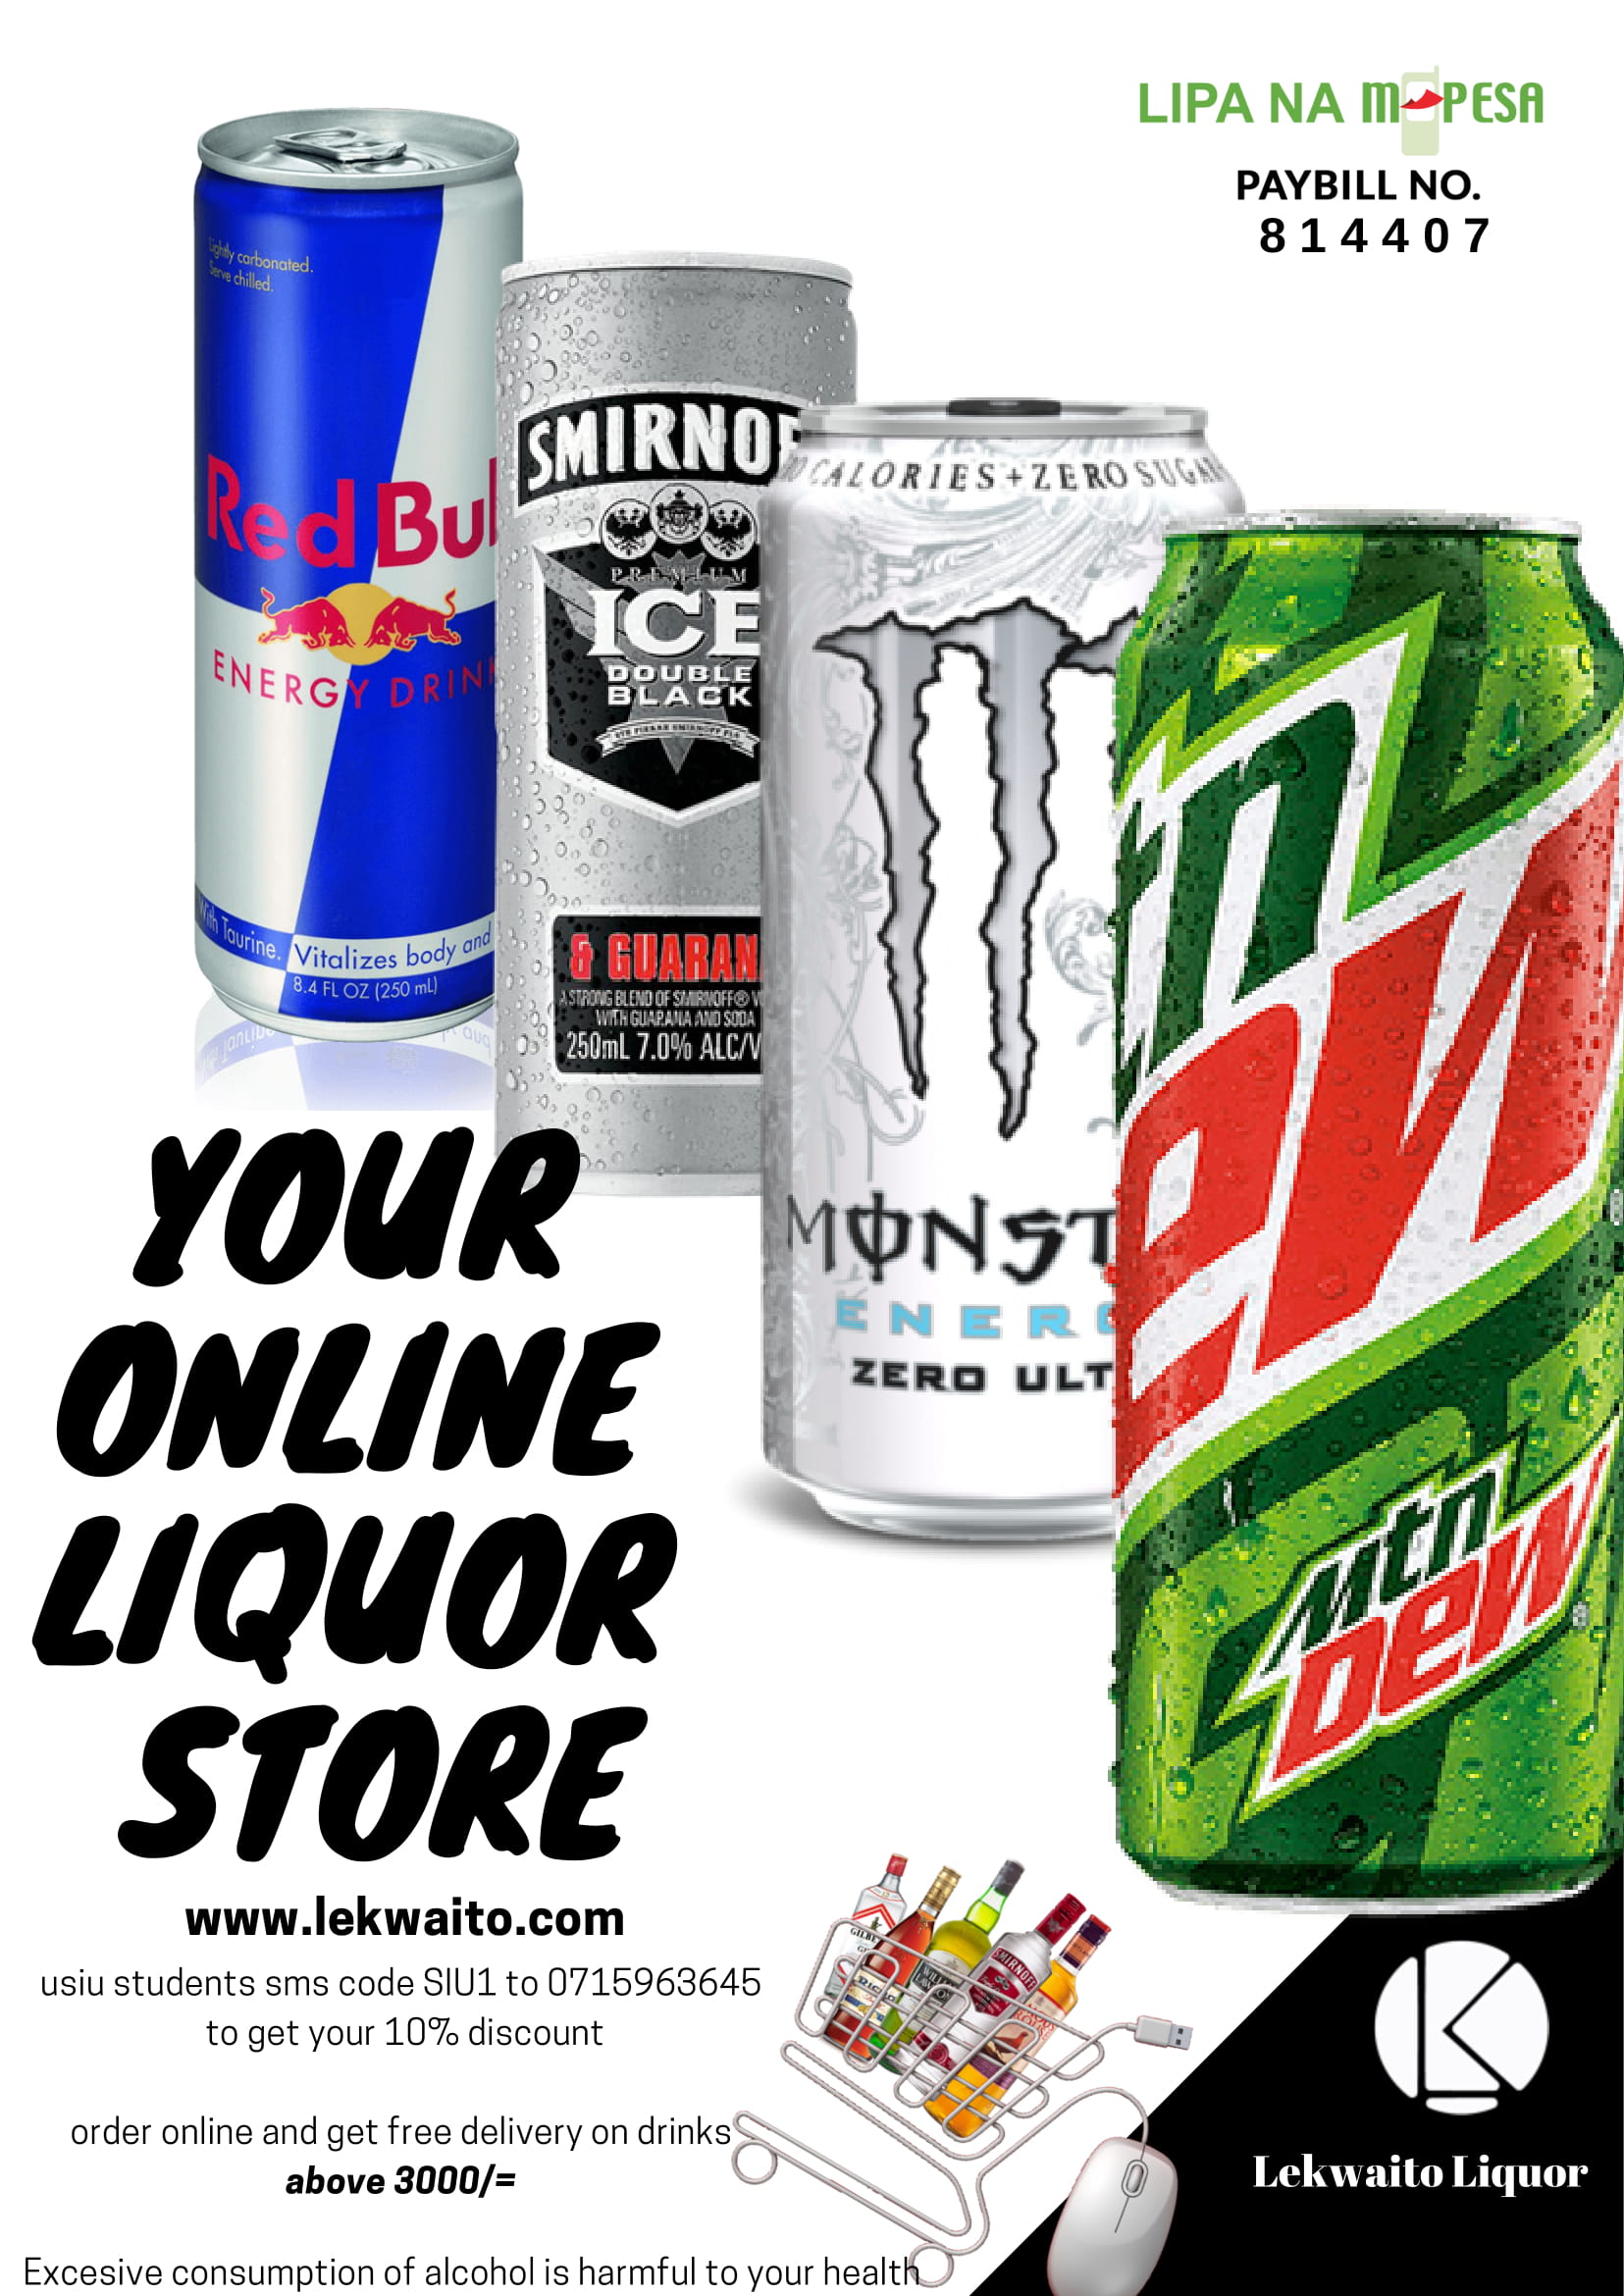 LIPA NA M-PESA
PAYBILL NO.
814407
Lightly carbonated.
Serve chilled.
Red Bul
ENERGY DRINK
With Taurine. Vitalizes body and
8.4 FL OZ (250 mL)
SMIRNOF
PREMIUM
ICE
DOUBLE
BLACK
& GUARAN
A STRONG BLEND OF SMIRNOFF® V
WITH GUARANA AND SODA
250mL 7.0% ALC/V
CALORIES+ZERO SUGAR
MONST
ENERG
ZERO ULT
Mtn
Dew
YOUR
ONLINE
LIQUOR
STORE
www.lekwaito.com
usiu students sms code SIU1 to 0715963645
to get your 10% discount
order online and get free delivery on drinks
above 3000/=
SMIRNOFF
K
Lekwaito Liquor
Excesive consumption of alcohol is harmful to your health